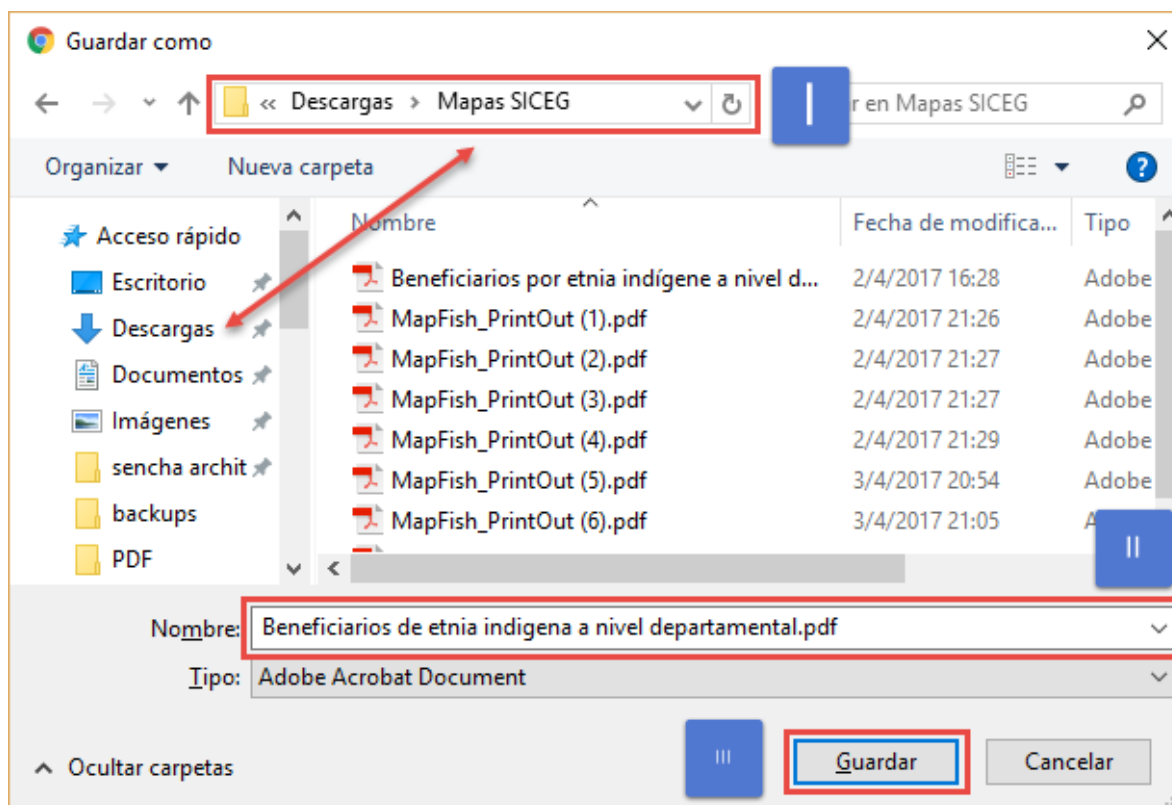 Guardar como
« Descargas > Mapas SICEG
I
r en Mapas SICEG
Organizar
Nueva carpeta
Acceso rápido
Escritorio
Descargas
Documentos
Imágenes
sencha archit
backups
PDF
Nombre Fecha de modifica... Tipo
Beneficiarios por etnia indígene a nivel d... 2/4/2017 16:28 Adobe
MapFish_PrintOut (1).pdf 2/4/2017 21:26 Adobe
MapFish_PrintOut (2).pdf 2/4/2017 21:27 Adobe
MapFish_PrintOut (3).pdf 2/4/2017 21:27 Adobe
MapFish_PrintOut (4).pdf 2/4/2017 21:29 Adobe
MapFish_PrintOut (5).pdf 3/4/2017 20:54 Adobe
MapFish_PrintOut (6).pdf 3/4/2017 21:05 A
II
Nombre: Beneficiarios de etnia indigena a nivel departamental.pdf
Tipo: Adobe Acrobat Document
Ocultar carpetas
III
Guardar
Cancelar